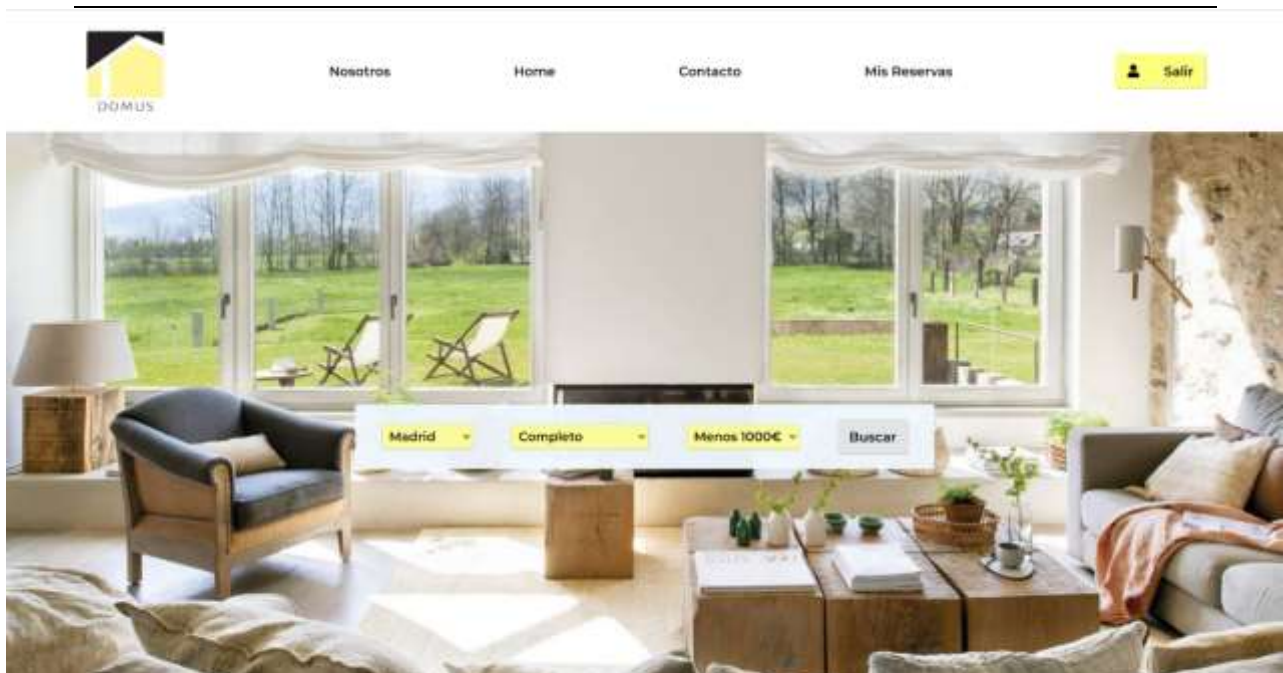 DOMUS
Nosotros Home Contacto Mis Reservas Salir
Madrid Completo Menos 1000€ Buscar